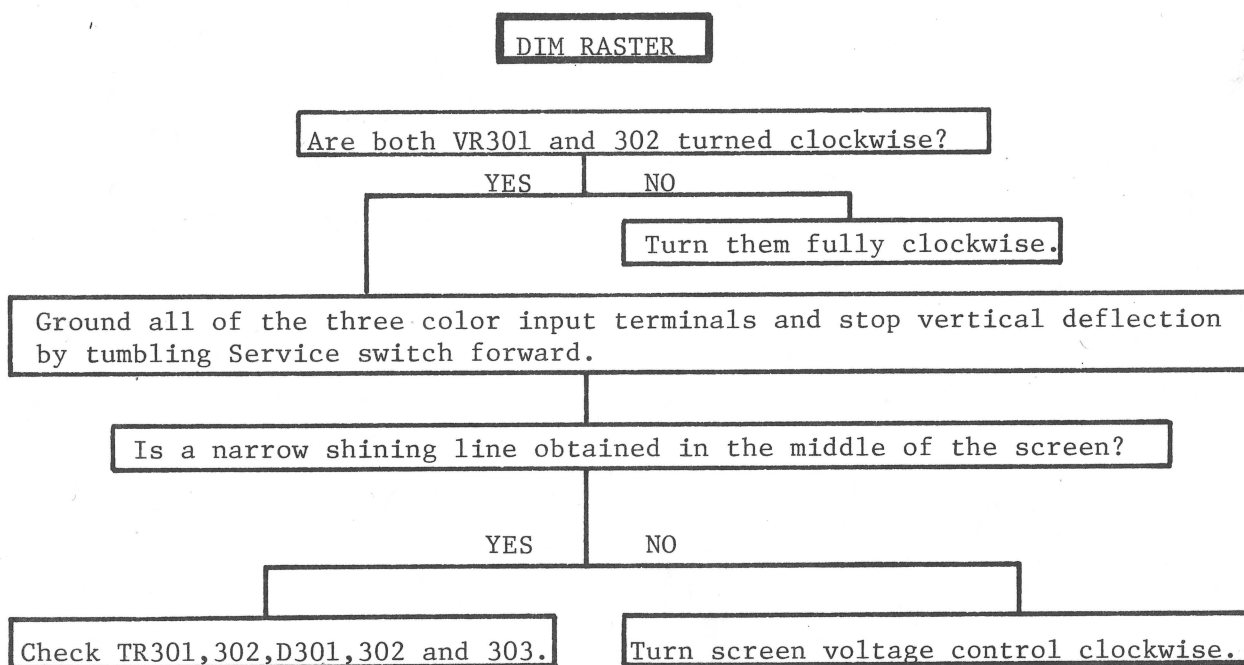 DIM RASTER
Are both VR301 and 302 turned clockwise?
YES NO
Turn them fully clockwise.
Ground all of the three color input terminals and stop vertical deflection
by tumbling Service switch forward.
Is a narrow shining line obtained in the middle of the screen?
YES NO
Check TR301,302,D301,302 and 303.
Turn screen voltage control clockwise.